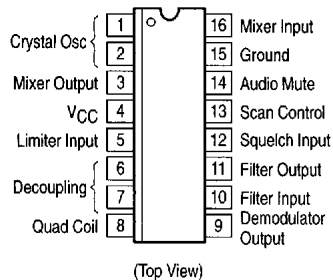 Crystal Osc
1
2
Mixer Output 3
VCC 4
Limiter Input 5
Decoupling
6
7
Quad Coil 8
16 Mixer Input
15 Ground
14 Audio Mute
13 Scan Control
12 Squelch Input
11 Filter Output
10 Filter Input
9 Demodulator
Output
(Top View)